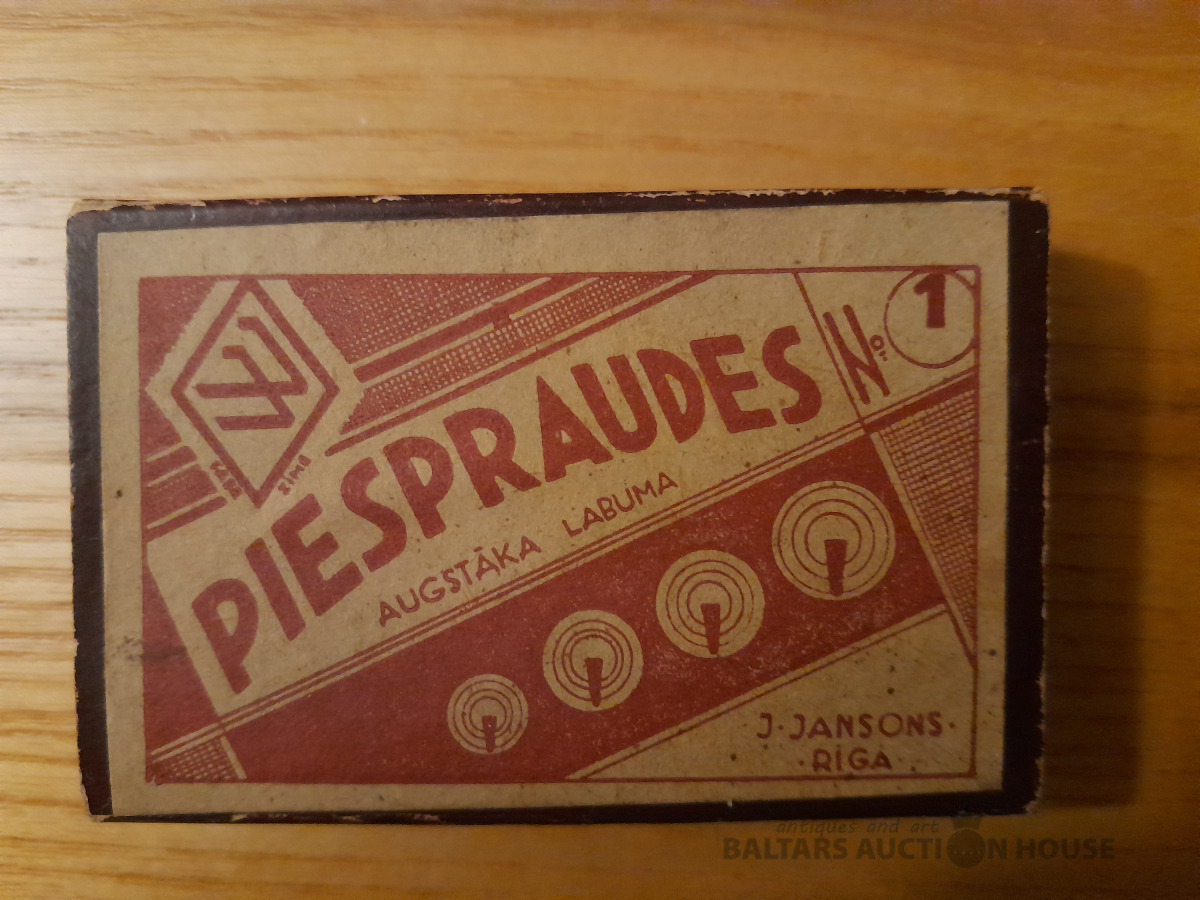 PIESPRAUDES
AUGSTĀKA LABUMA
No. 1
J. JANSONS.
RĪGA
antiques and art
BALTARS AUCTION HOUSE